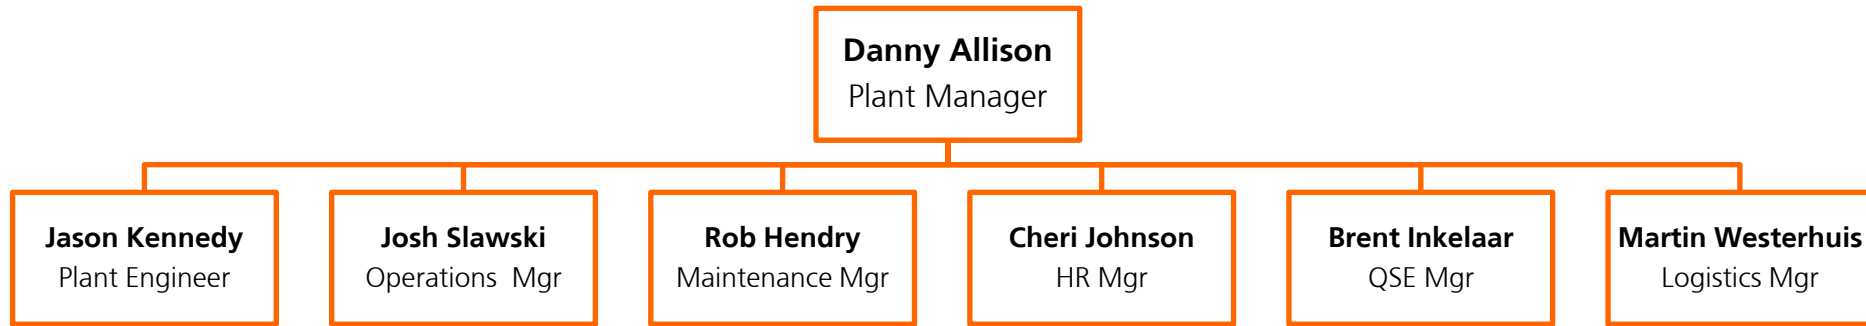 Danny Allison
Plant Manager
Jason Kennedy
Plant Engineer
Josh Slawski
Operations  Mgr
Rob Hendry
Maintenance Mgr
Cheri Johnson
HR Mgr
Brent Inkelaar
QSE Mgr
Martin Westerhuis
Logistics Mgr